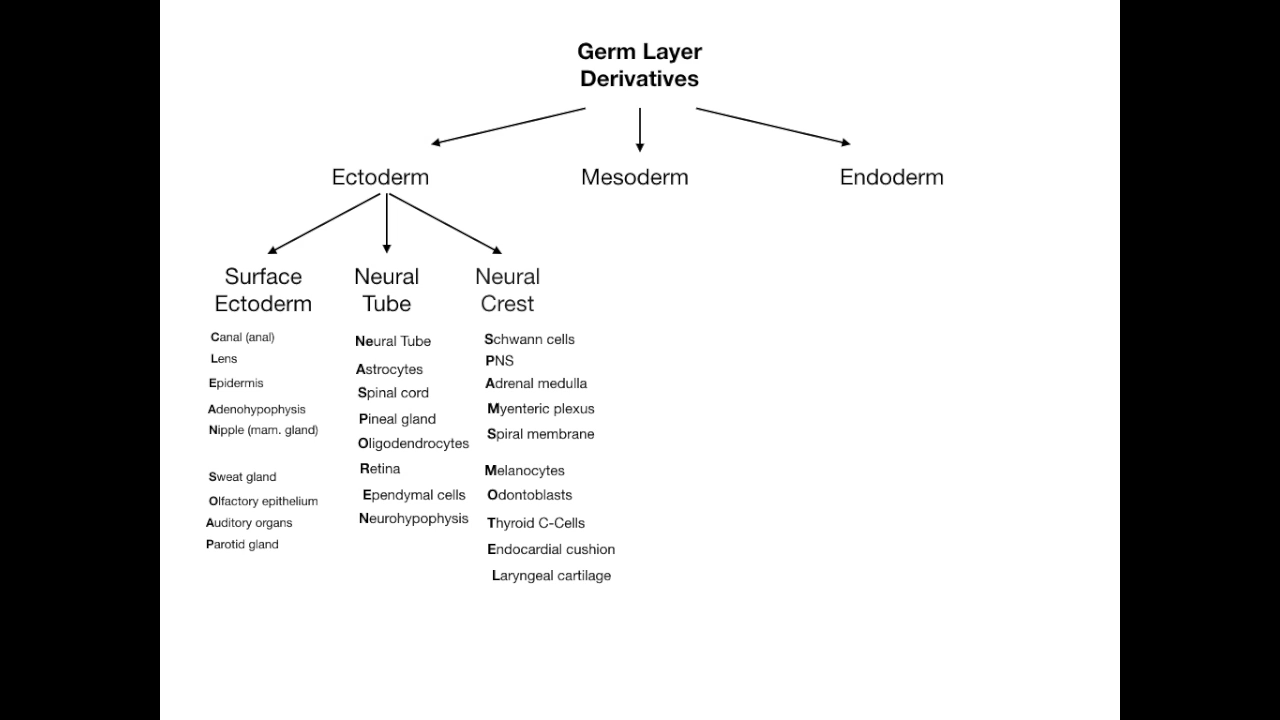 Germ Layer
Derivatives
Ectoderm
Mesoderm
Endoderm
Surface
Ectoderm
Canal (anal)
Lens
Epidermis
Adenohypophysis
Nipple (mam. gland)
Sweat gland
Olfactory epithelium
Auditory organs
Parotid gland
Neural
Tube
Neural Tube
Astrocytes
Spinal cord
Pineal gland
Oligodendrocytes
Retina
Ependymal cells
Neurohypophysis
Neural
Crest
Schwann cells
PNS
Adrenal medulla
Myenteric plexus
Spiral membrane
Melanocytes
Odontoblasts
Thyroid C-Cells
Endocardial cushion
Laryngeal cartilage